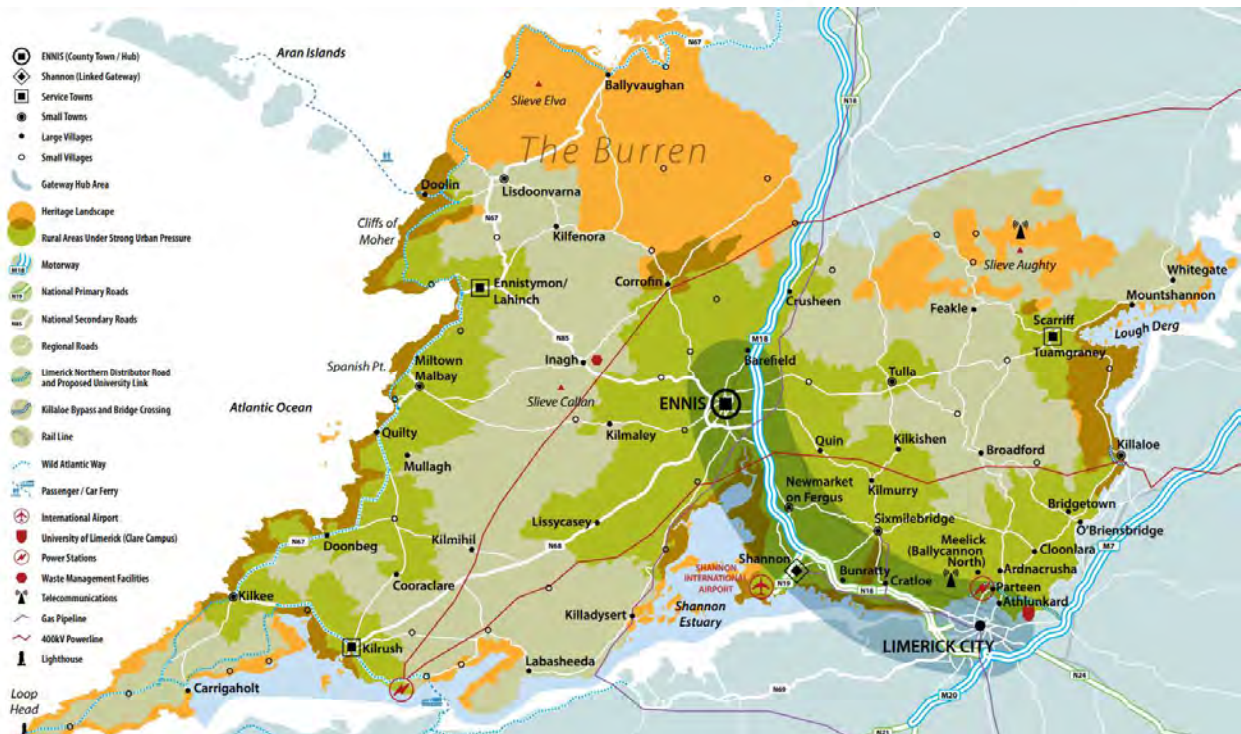 ENNIS (County Town / Hub)
Shannon (Linked Gateway)
Service Towns
Small Towns
Large Villages
Small Villages
Gateway Hub Area
Heritage Landscape
Rural Areas Under Strong Urban Pressure
M18
Motorway
N19
National Primary Roads
N85
National Secondary Roads
Regional Roads
Limerick Northern Distributor Road
and Proposed University Link
Killaloe Bypass and Bridge Crossing
Rail Line
Wild Atlantic Way
Passenger / Car Ferry
International Airport
University of Limerick (Clare Campus)
Power Stations
Waste Management Facilities
Telecommunications
Gas Pipeline
400kV Powerline
Lighthouse
Aran Islands
N67
Ballyvaughan
Slieve Elva
N18
The Burren
Doolin
Lisdoonvarna
Cliffs of
Moher
N67
Kilfenora
Slieve Aughty
Whitegate
Ennistymon/
Lahinch
Corrofin
Crusheen
Mountshannon
Feakle
Scarriff
Lough Derg
Tuamgraney
N85
M18
Barefield
Inagh
Spanish Pt.
Miltown
Malbay
Tulla
Slieve Callan
Atlantic Ocean
ENNIS
Quilty
Kilmaley
Quin
Kilkishen
Broadford
Killaloe
Mullagh
Newmarket
on Fergus
Kilmurry
Bridgetown
Lissycasey
Sixmilebridge
O'Briensbridge
N67
Doonbeg
Kilmihil
N68
Meelick
(Ballycannon
North)
M7
Cloonlara
Shannon
SHANNON
INTERNATIONAL
AIRPORT
N19
Bunratty
Cratloe
Ardnacrusha
Cooraclare
N18
Parteen
Kilkee
Athlunkard
Killadysert
Shannon
Estuary
Kilrush
LIMERICK CITY
Labasheeda
Carrigaholt
N24
Loop
Head
N69
M20
N21